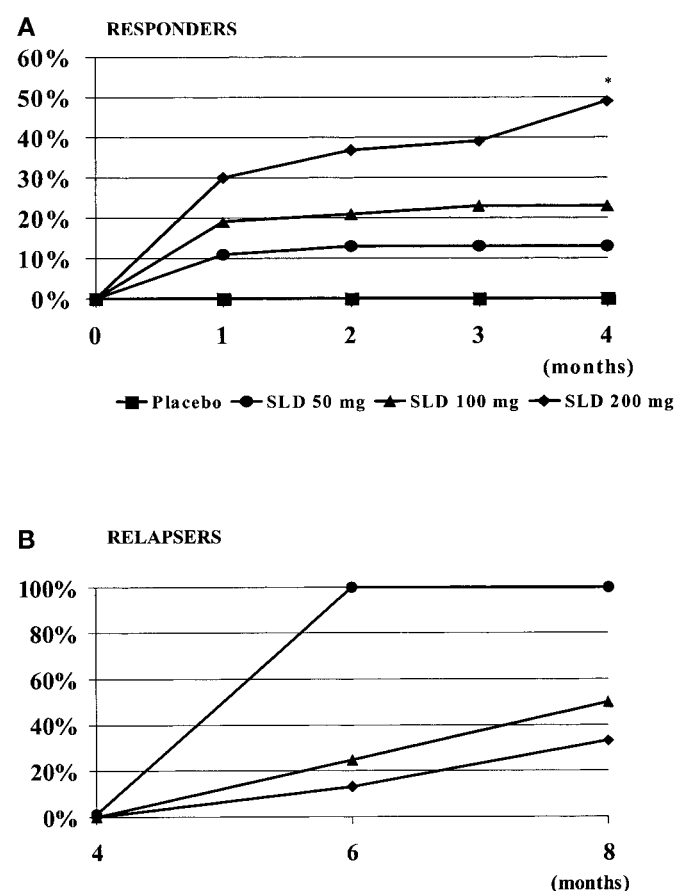 A RESPONDERS
60%
50%
*
40%
30%
20%
10%
0%
0 1 2 3 4
(months)
Placebo SLD 50 mg SLD 100 mg SLD 200 mg
B RELAPSERS
100%
80%
60%
40%
20%
0%
4 6 8
(months)